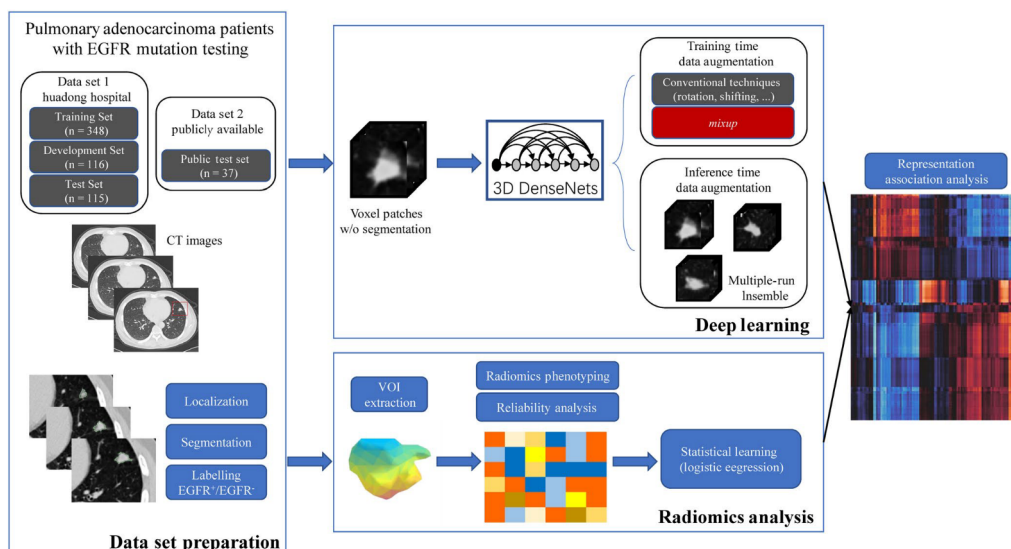 Pulmonary adenocarcinoma patients
with EGFR mutation testing
Data set 1
huadong hospital
Training Set
(n = 348)
Development Set
(n = 116)
Test Set
(n = 115)
Data set 2
publicly available
Public test set
(n = 37)
CT images
Localization
Segmentation
Labelling
EGFR⁺/EGFR⁻
Data set preparation
Voxel patches
w/o segmentation
3D DenseNets
Training time
data augmentation
Conventional techniques
(rotation, shifting, ...)
mixup
Inference time
data augmentation
Multiple-run
lnsemble
Deep learning
VOI
extraction
Radiomics phenotyping
Reliability analysis
Statistical learning
(logistic eegression)
Radiomics analysis
Representation
association analysis